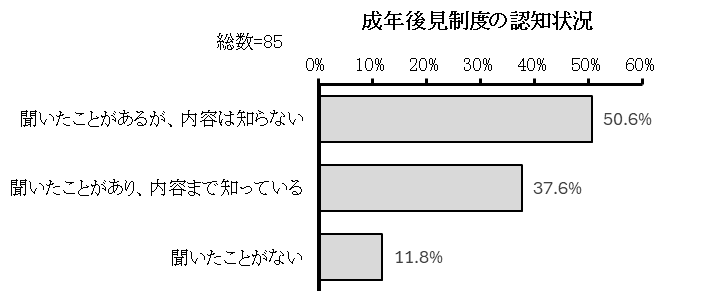 成年後見制度の認知状況
総数=85
0% 10% 20% 30% 40% 50% 60%
聞いたことがあるが、内容は知らない 50.6%
聞いたことがあり、内容まで知っている 37.6%
聞いたことがない 11.8%